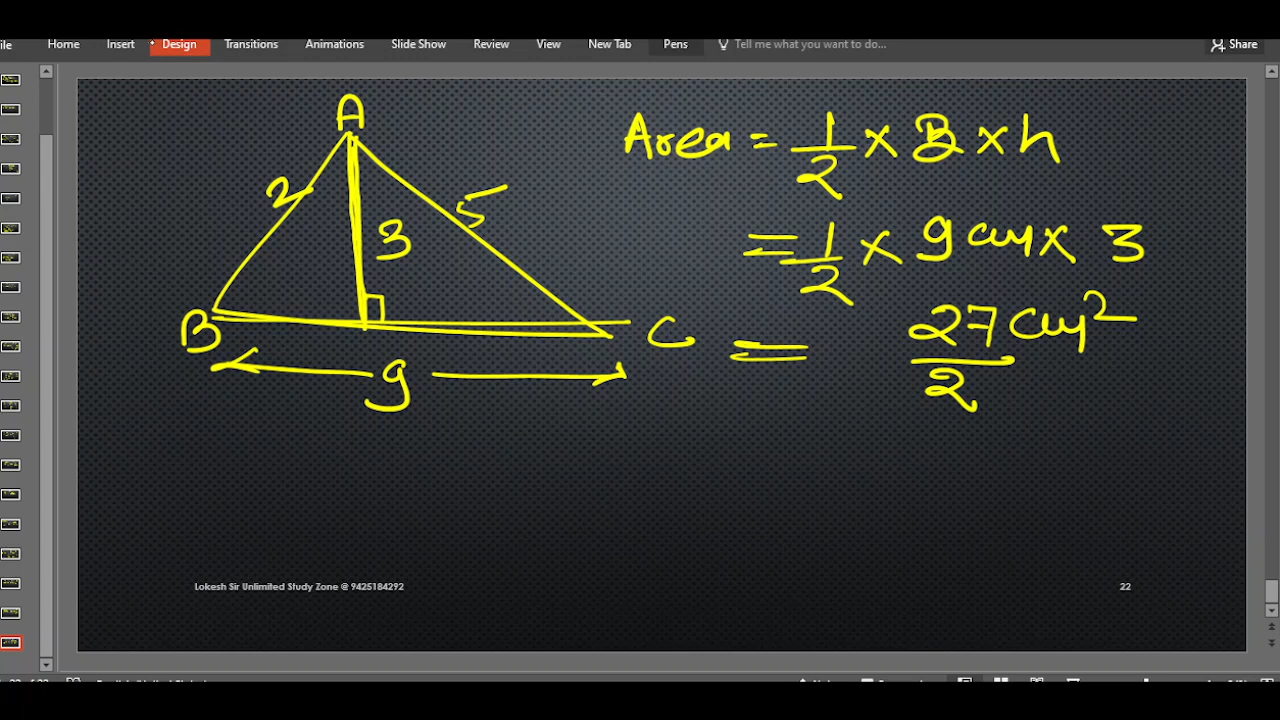 Home Insert Design Transitions Animations Slide Show Review View New Tab Pens Tell me what you want to do... Share
A
2
5
3
B
C
9
Area = 1/2 × B × h
= 1/2 × 9 cm × 3
= 27/2 cm²
Lokesh Sir Unlimited Study Zone @ 9425184292
22